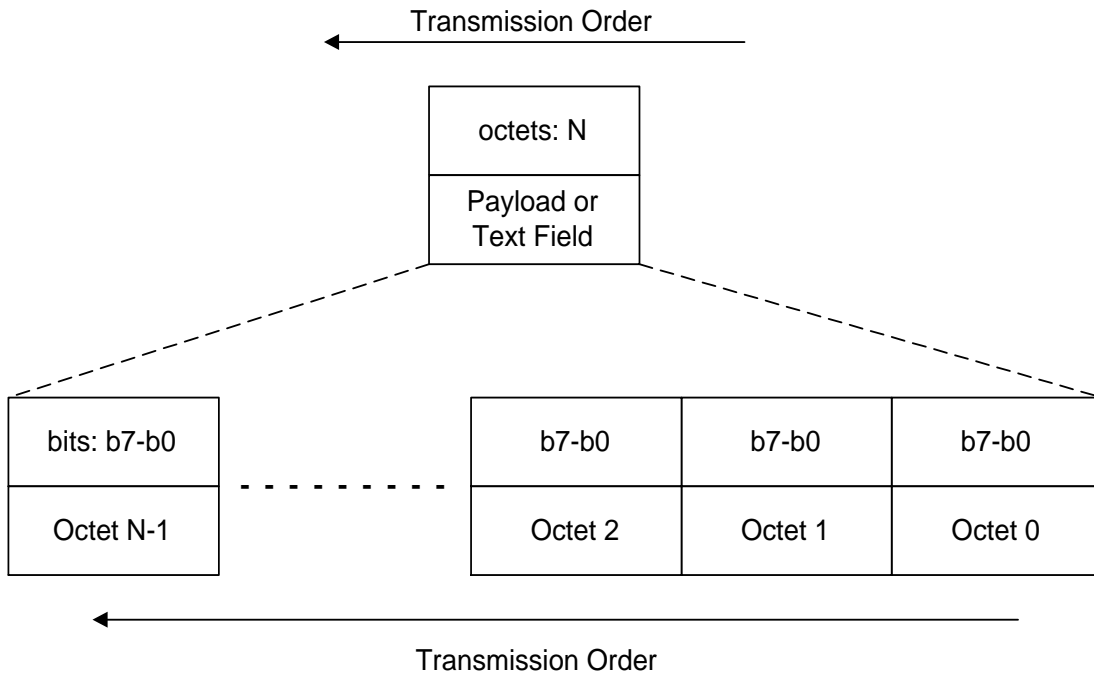 Transmission Order
octets: N
Payload or
Text Field
bits: b7-b0
b7-b0
b7-b0
b7-b0
Octet N-1
Octet 2
Octet 1
Octet 0
Transmission Order